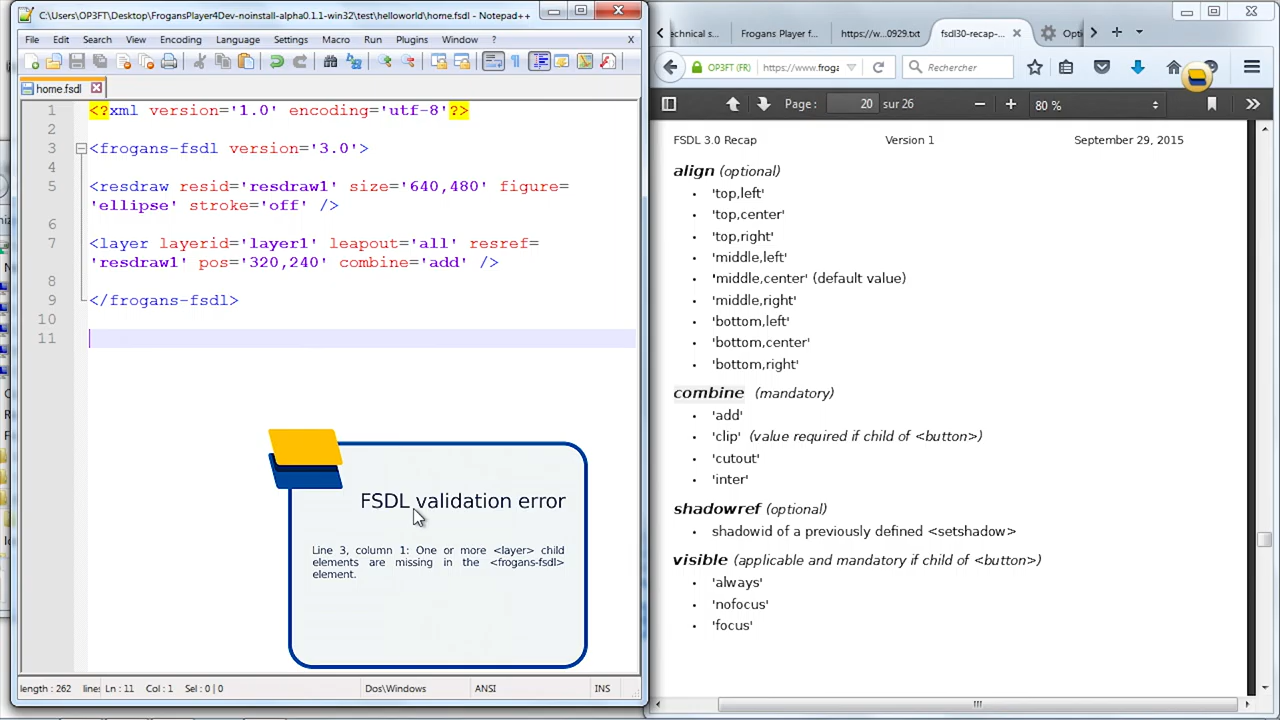 C:\Users\OP3FT\Desktop\FrogansPlayer4Dev-noinstall-alpha0.1.1-win32\test\helloworld\home.fsdl - Notepad++
File Edit Search View Encoding Language Settings Macro Run Plugins Window ? X
home.fsdl
1 <?xml version='1.0' encoding='utf-8'?>
2
3 <frogans-fsdl version='3.0'>
4
5 <resdraw resid='resdraw1' size='640,480' figure=
'ellipse' stroke='off' />
6
7 <layer layerid='layer1' leapout='all' resref=
'resdraw1' pos='320,240' combine='add' />
8
9 </frogans-fsdl>
10
11
FSDL validation error
Line 3, column 1: One or more <layer> child
elements are missing in the <frogans-fsdl>
element.
length : 262 lines Ln : 11 Col : 1 Sel : 0 | 0 Dos\Windows ANSI INS
technical s... Frogans Player f... https://w...0929.txt fsdl30-recap-... Opti
OP3FT (FR) https://www.froga Rechercher
Page : 20 sur 26 80 %
FSDL 3.0 Recap Version 1 September 29, 2015
align (optional)
• 'top,left'
• 'top,center'
• 'top,right'
• 'middle,left'
• 'middle,center' (default value)
• 'middle,right'
• 'bottom,left'
• 'bottom,center'
• 'bottom,right'
combine (mandatory)
• 'add'
• 'clip' (value required if child of <button>)
• 'cutout'
• 'inter'
shadowref (optional)
• shadowid of a previously defined <setshadow>
visible (applicable and mandatory if child of <button>)
• 'always'
• 'nofocus'
• 'focus'